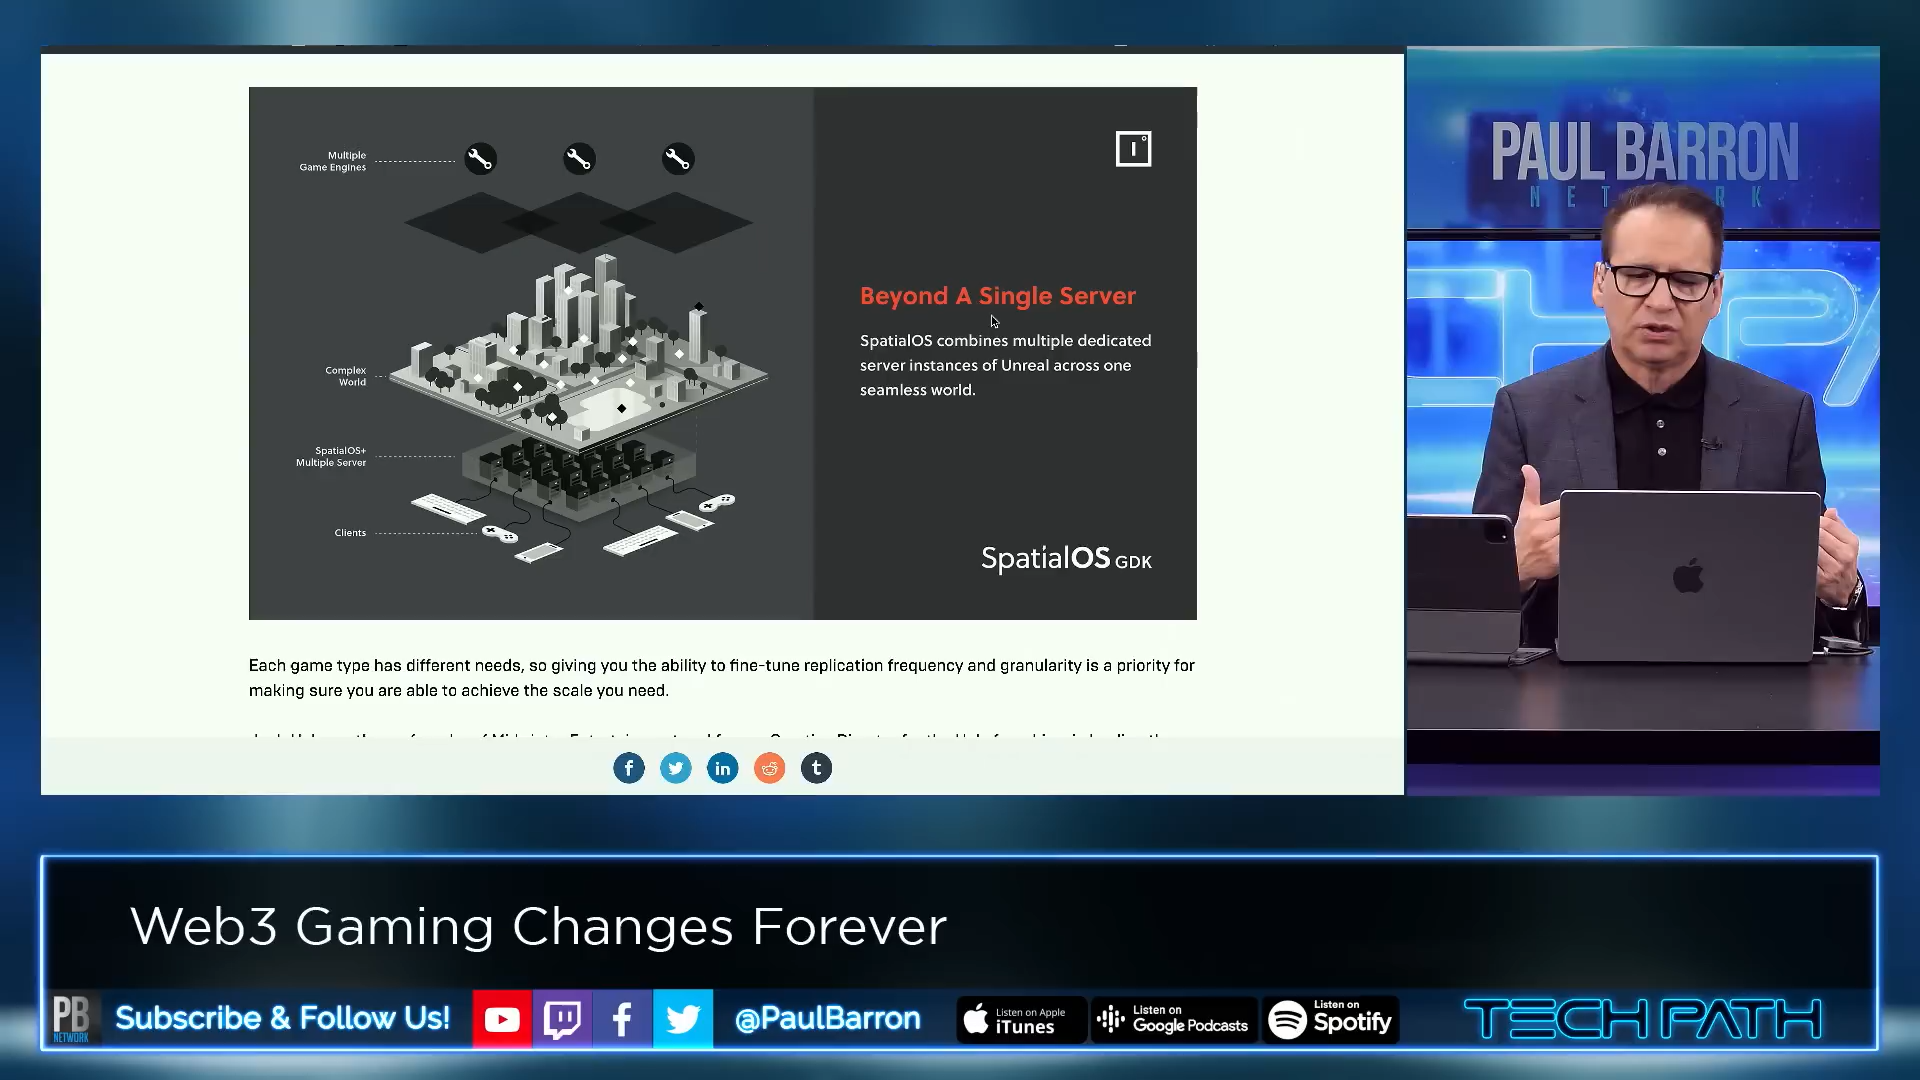 Multiple
Game Engines
Complex
World
SpatialOS+
Multiple Server
Clients
Beyond A Single Server
SpatialOS combines multiple dedicated
server instances of Unreal across one
seamless world.
SpatialOS GDK
Each game type has different needs, so giving you the ability to fine-tune replication frequency and granularity is a priority for
making sure you are able to achieve the scale you need.
PAUL BARRON
Web3 Gaming Changes Forever
PB
NETWORK
Subscribe & Follow Us!
@PaulBarron
Listen on Apple
iTunes
Listen on
Google Podcasts
Listen on
Spotify
TECH PATH